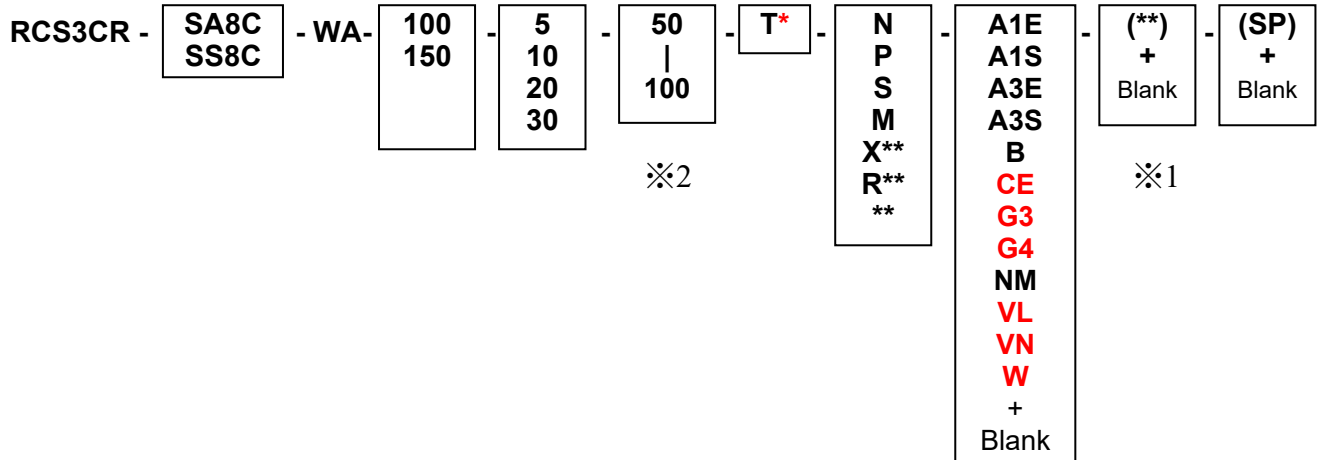 RCS3CR - SA8C - WA- 100 - 5 - 50 - T* - N - A1E - (**) - (SP)
SS8C 150 10 | P A1S + +
20 100 S A3E Blank Blank
30 M A3S
X** B
※2 R** CE ※1
** G3
G4
NM
VL
VN
W
+
Blank